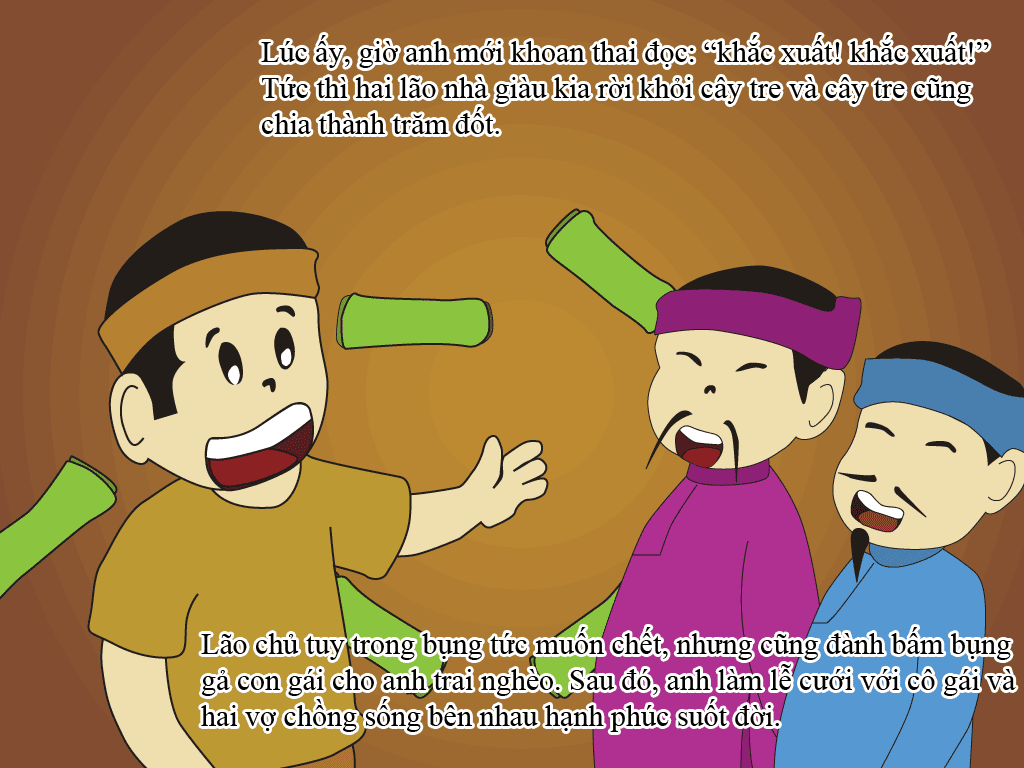 Lúc ấy, giờ anh mới khoan thai đọc: “khắc xuất! khắc xuất!”
Tức thì hai lão nhà giàu kia rời khỏi cây tre và cây tre cũng
chia thành trăm đốt.
Lão chủ tuy trong bụng tức muốn chết, nhưng cũng đành bấm bụng
gả con gái cho anh trai nghèo. Sau đó, anh làm lễ cưới với cô gái và
hai vợ chồng sống bên nhau hạnh phúc suốt đời.